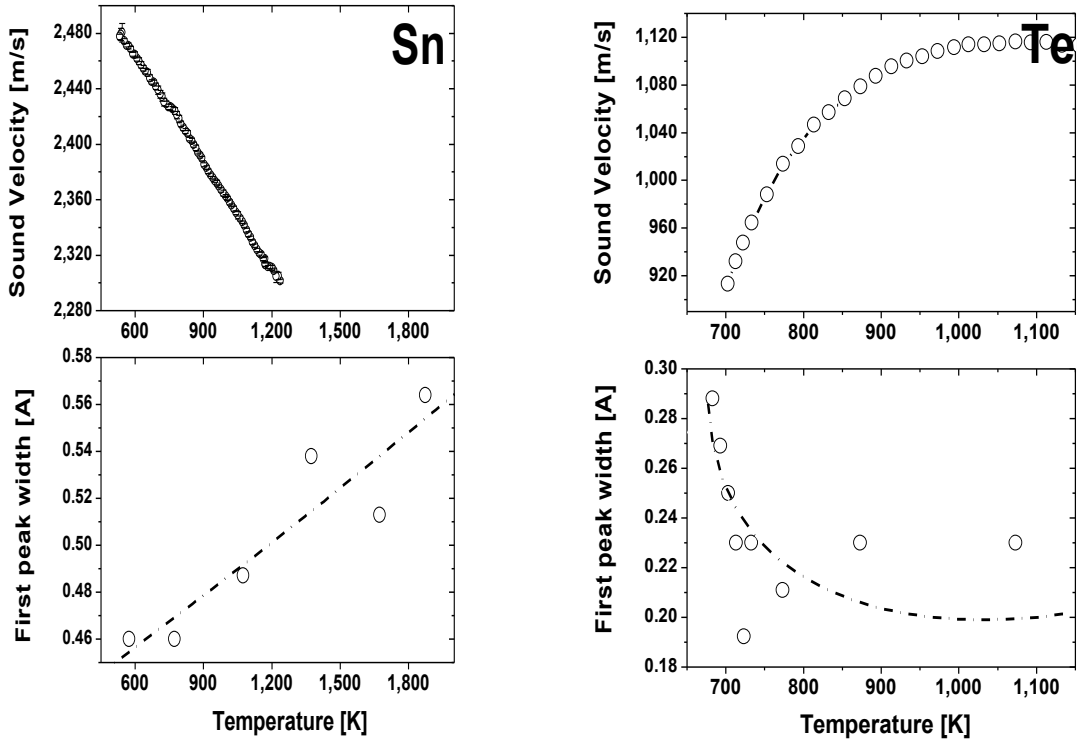 Sn
Sound Velocity [m/s]
2,480
2,440
2,400
2,360
2,320
2,280
600 900 1,200 1,500 1,800
Te
Sound Velocity [m/s]
1,120
1,080
1,040
1,000
960
920
700 800 900 1,000 1,100
First peak width [A]
0.58
0.56
0.54
0.52
0.50
0.48
0.46
600 900 1,200 1,500 1,800
Temperature [K]
First peak width [A]
0.30
0.28
0.26
0.24
0.22
0.20
0.18
700 800 900 1,000 1,100
Temperature [K]